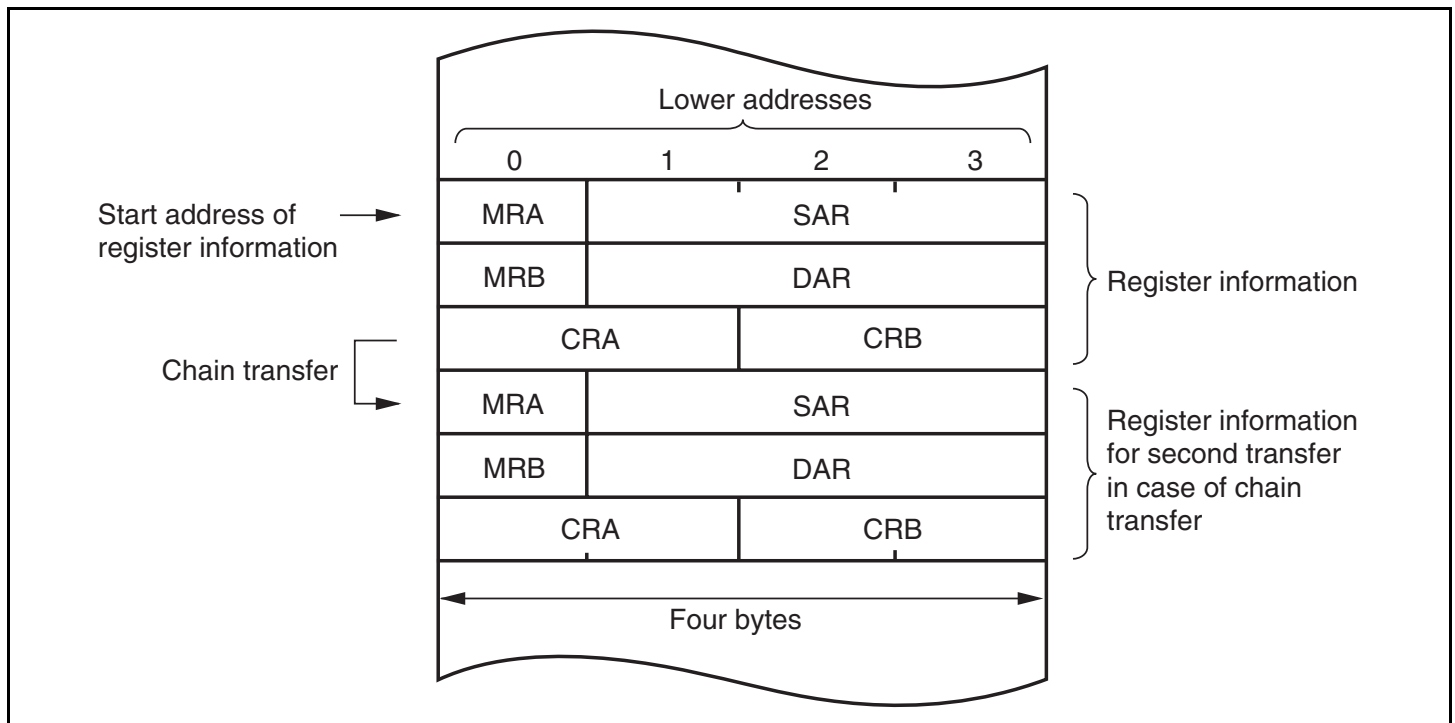 Lower addresses
0 1 2 3
Start address of
register information
MRA SAR
MRB DAR
CRA CRB
Register information
Chain transfer
MRA SAR
MRB DAR
CRA CRB
Register information
for second transfer
in case of chain
transfer
Four bytes